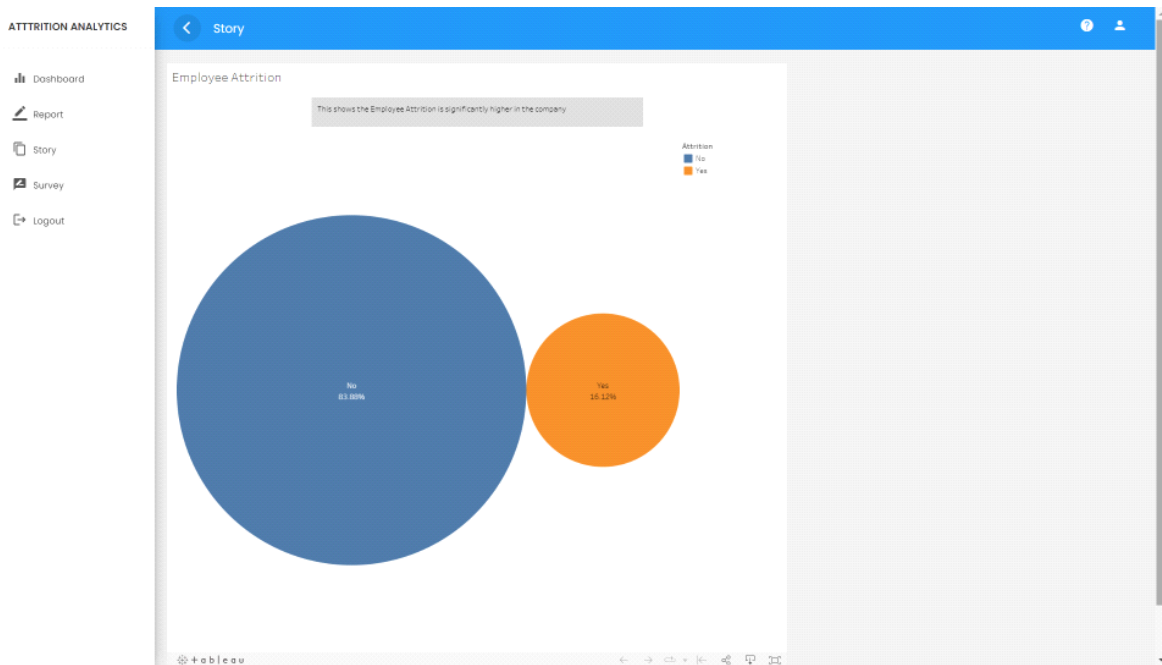 ATTTRITION ANALYTICS
Dashboard
Report
Story
Survey
Logout
Story
Employee Attrition
This shows the Employee Attrition is significantly higher in the company
Attrition
No
Yes
No
83.88%
Yes
16.12%
+ableau